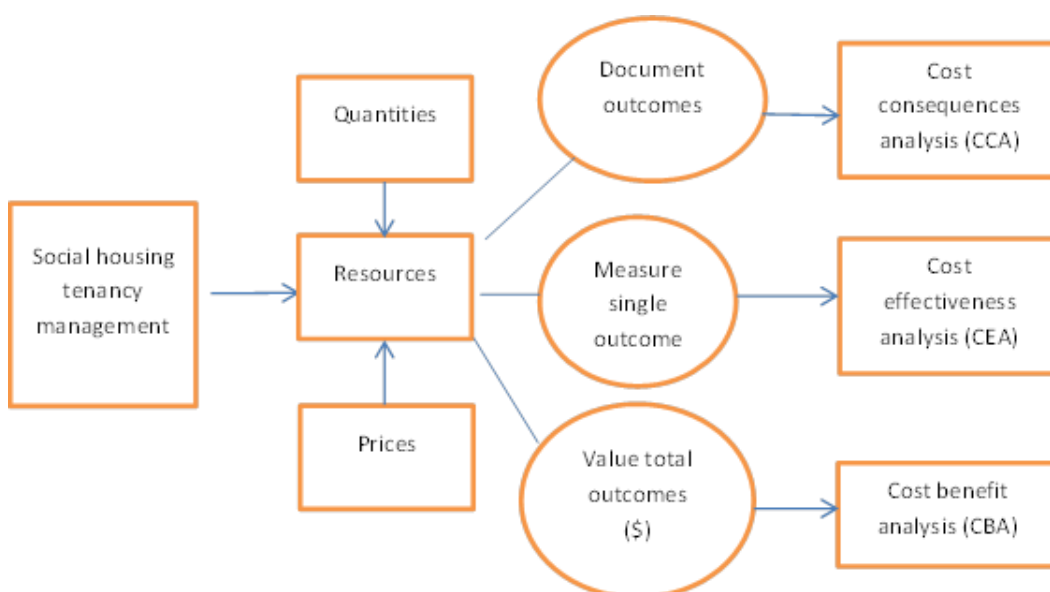 Social housing
tenancy
management
Quantities
Resources
Prices
Document
outcomes
Measure
single
outcome
Value total
outcomes
($)
Cost
consequences
analysis (CCA)
Cost
effectiveness
analysis (CEA)
Cost benefit
analysis (CBA)